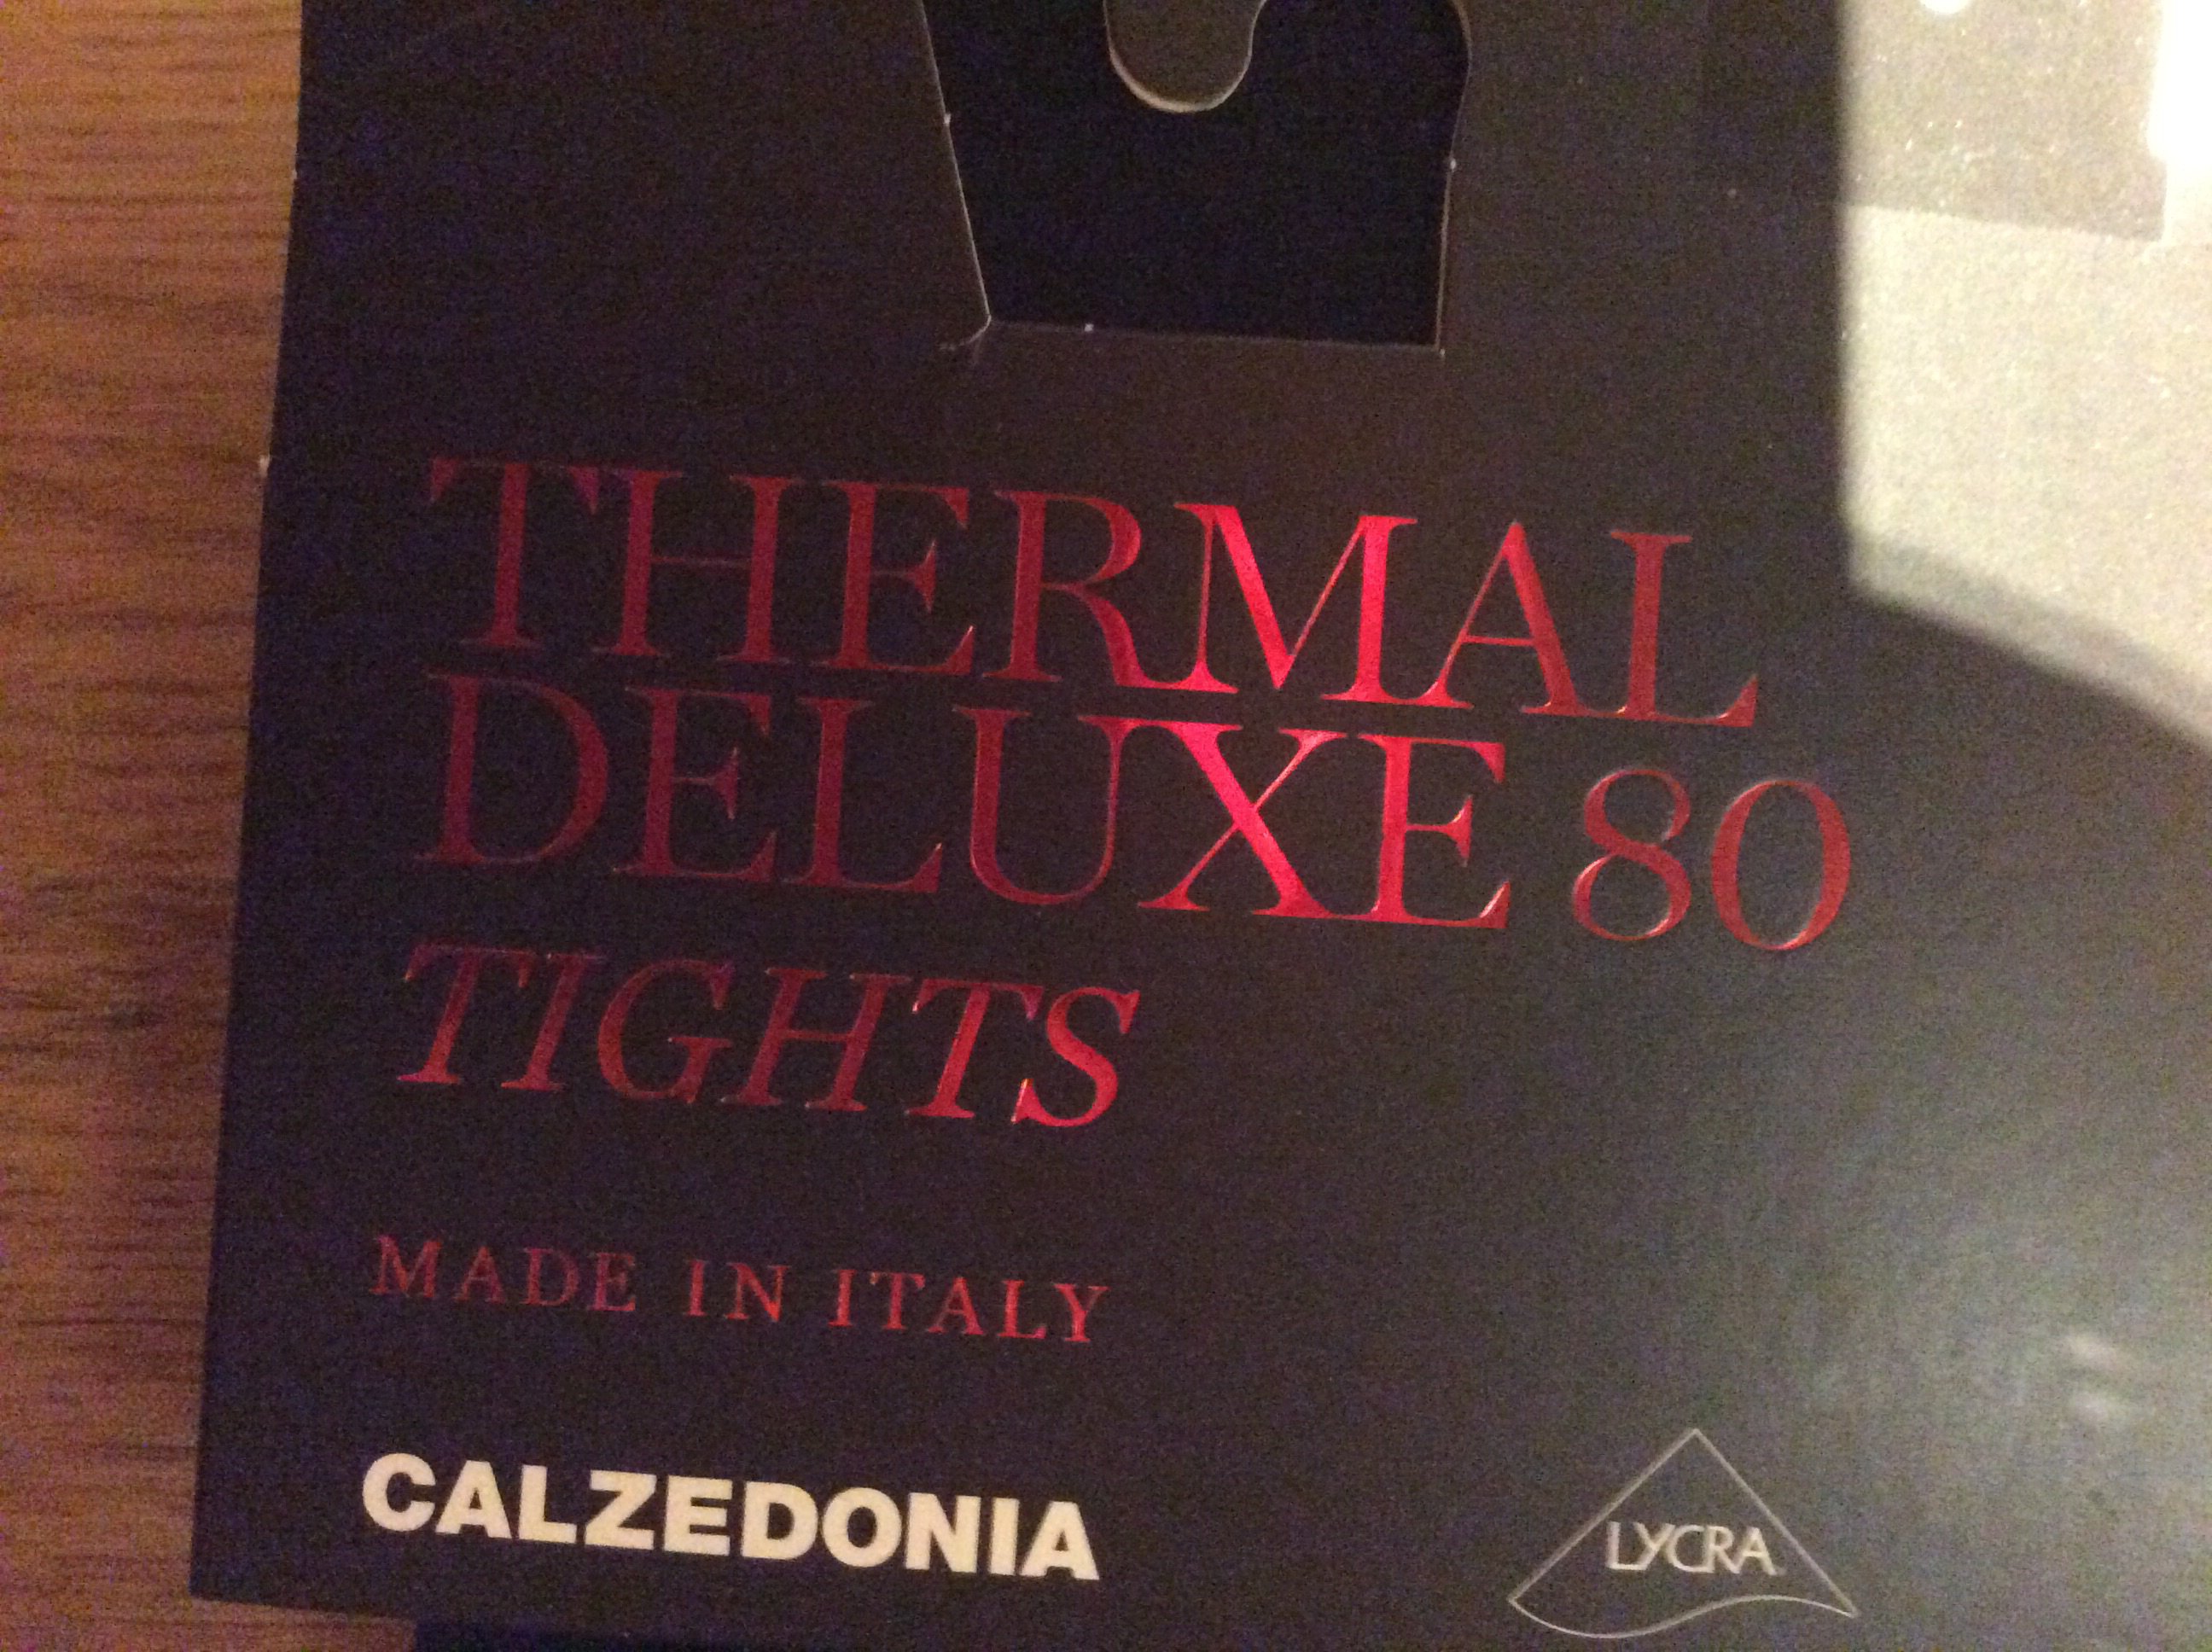 THERMAL
DELUXE 80
TIGHTS
MADE IN ITALY
CALZEDONIA
LYCRA